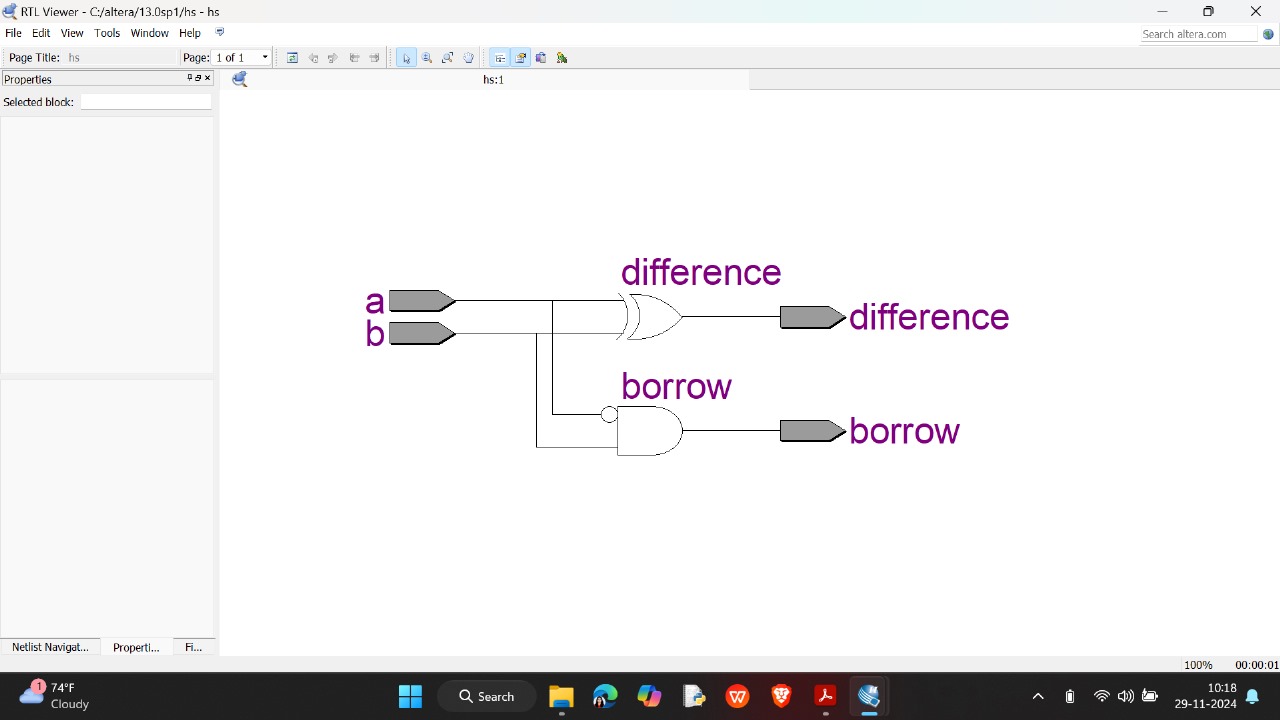 RTL Viewer - C:/altera/13.0sp1/hs - hs
File Edit View Tools Window Help
Search altera.com
Page Title: hs
Page: 1 of 1
Properties
hs:1
Selected block:
difference
a
difference
b
borrow
borrow
Netlist Navigat... Properti... Fi...
100% 00:00:01
1
74°F
Cloudy
Search
10:18
29-11-2024